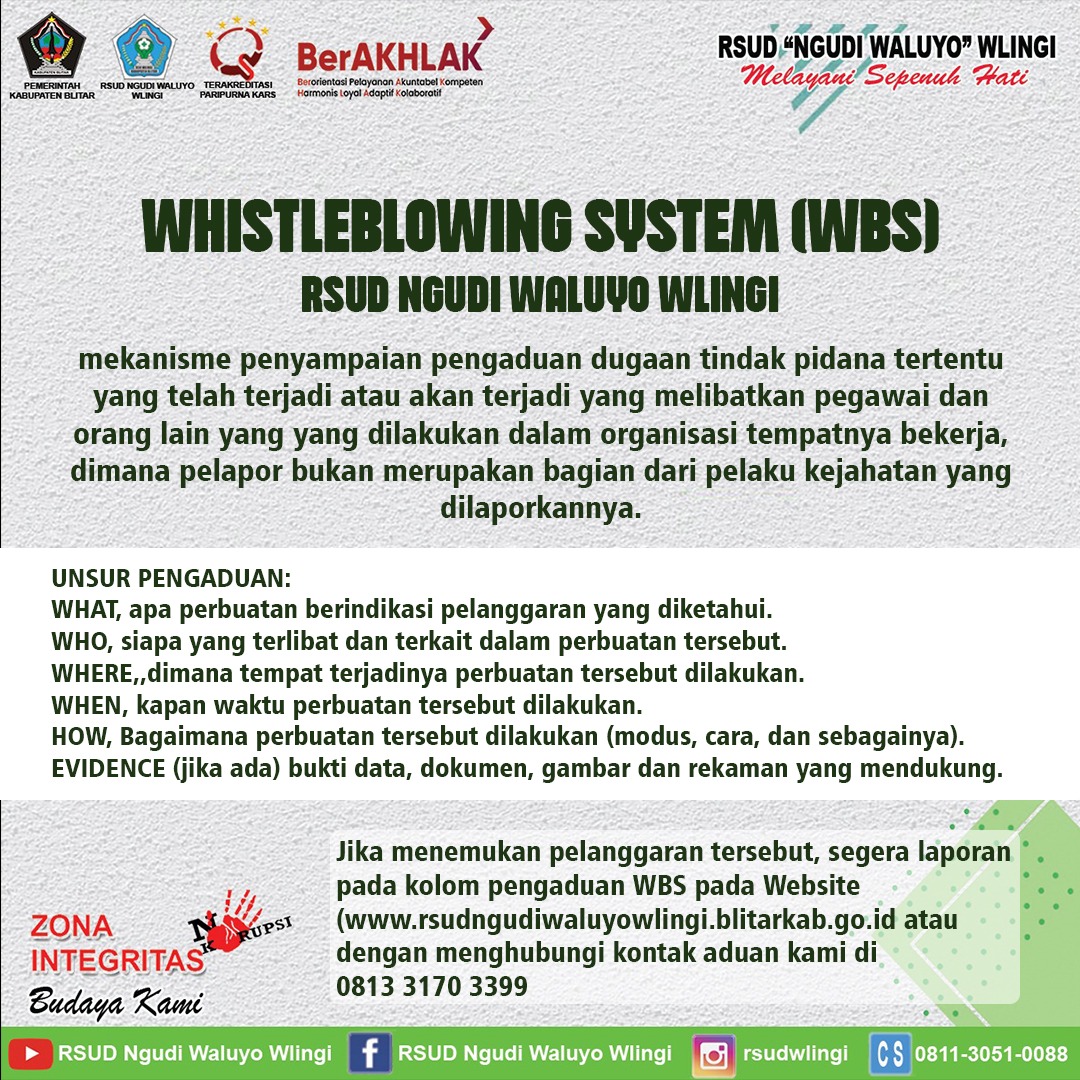 PEMERINTAH
KABUPATEN BLITAR
RSUD NGUDI WALUYO
WLINGI
TERAKREDITASI
PARIPURNA KARS
BerAKHLAK
Berorientasi Pelayanan Akuntabel Kompeten
Harmonis Loyal Adaptif Kolaboratif
RSUD “NGUDI WALUYO” WLINGI
Melayani Sepenuh Hati
WHISTLEBLOWING SYSTEM (WBS)
RSUD NGUDI WALUYO WLINGI
mekanisme penyampaian pengaduan dugaan tindak pidana tertentu
yang telah terjadi atau akan terjadi yang melibatkan pegawai dan
orang lain yang yang dilakukan dalam organisasi tempatnya bekerja,
dimana pelapor bukan merupakan bagian dari pelaku kejahatan yang
dilaporkannya.
UNSUR PENGADUAN:
WHAT, apa perbuatan berindikasi pelanggaran yang diketahui.
WHO, siapa yang terlibat dan terkait dalam perbuatan tersebut.
WHERE,,dimana tempat terjadinya perbuatan tersebut dilakukan.
WHEN, kapan waktu perbuatan tersebut dilakukan.
HOW, Bagaimana perbuatan tersebut dilakukan (modus, cara, dan sebagainya).
EVIDENCE (jika ada) bukti data, dokumen, gambar dan rekaman yang mendukung.
Jika menemukan pelanggaran tersebut, segera laporan
pada kolom pengaduan WBS pada Website
(www.rsudngudiwaluyowlingi.blitarkab.go.id atau
dengan menghubungi kontak aduan kami di
0813 3170 3399
ZONA
INTEGRITAS
Budaya Kami
RSUD Ngudi Waluyo Wlingi
RSUD Ngudi Waluyo Wlingi
rsudwlingi
CS 0811-3051-0088